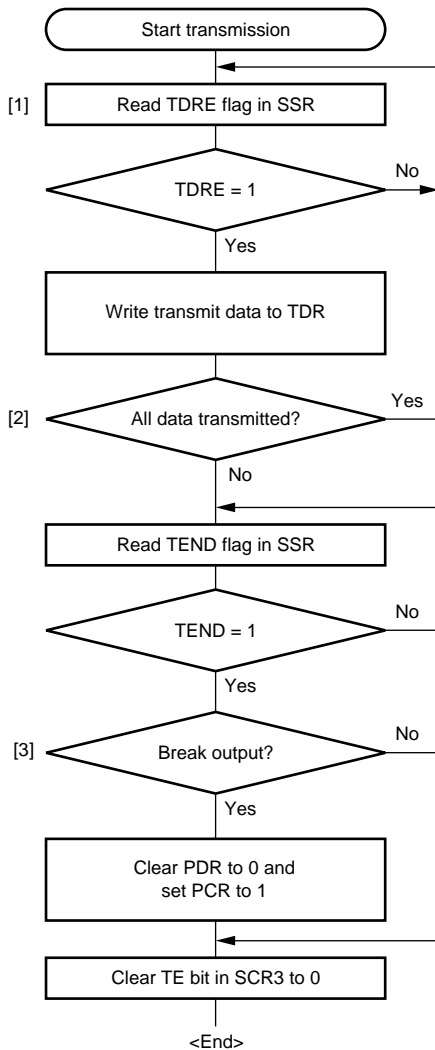 Start transmission
[1] Read TDRE flag in SSR
TDRE = 1
No
Yes
Write transmit data to TDR
[2] All data transmitted?
Yes
No
Read TEND flag in SSR
TEND = 1
No
Yes
[3] Break output?
No
Yes
Clear PDR to 0 and
set PCR to 1
Clear TE bit in SCR3 to 0
<End>